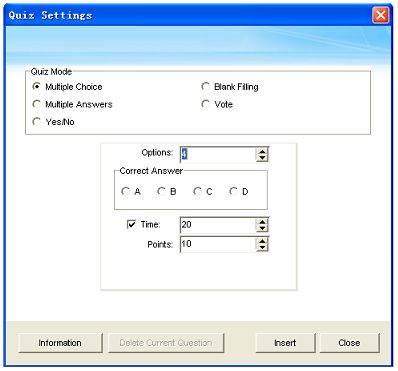 Quiz Settings
Quiz Mode
Multiple Choice
Blank Filling
Multiple Answers
Vote
Yes/No
Options: 4
Correct Answer
A B C D
Time: 20
Points: 10
Information Delete Current Question Insert Close